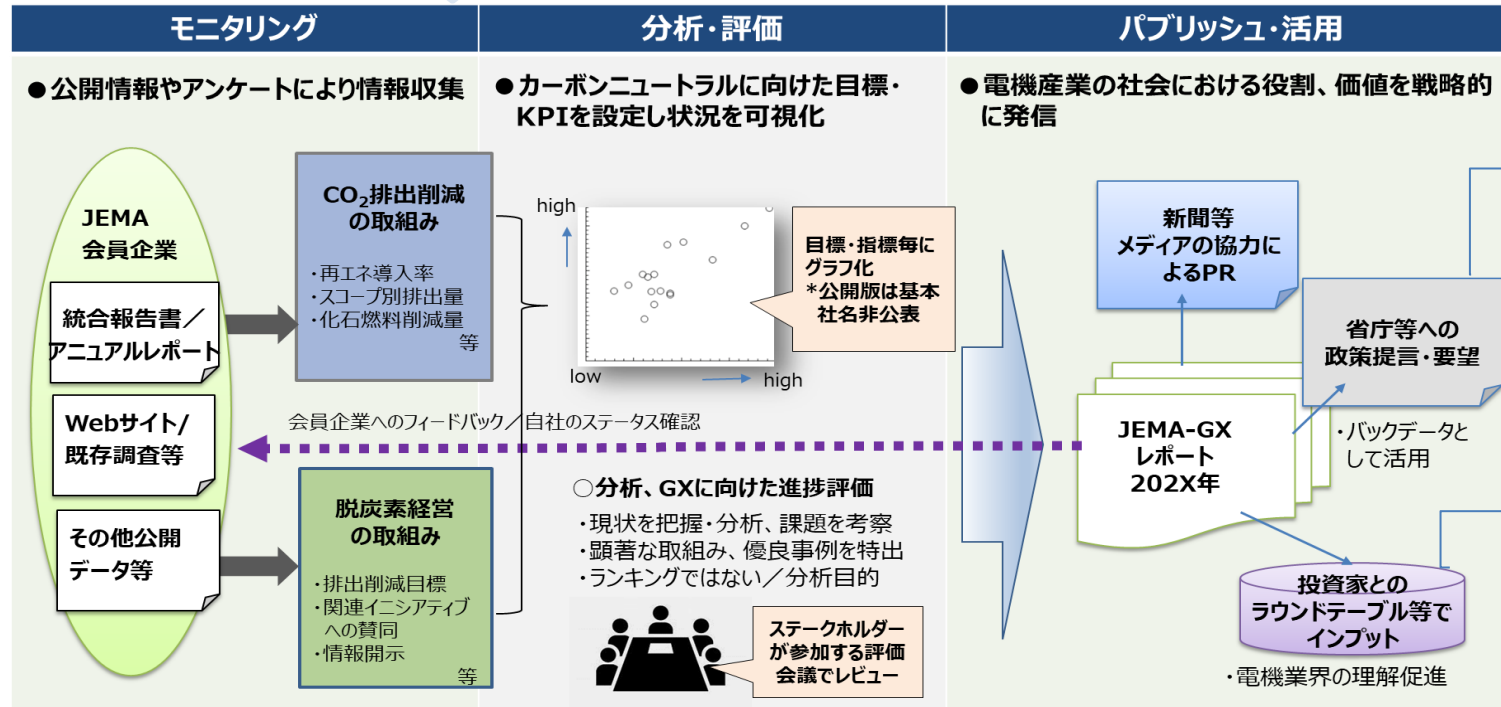 モニタリング
●公開情報やアンケートにより情報収集
JEMA
会員企業
統合報告書／
アニュアルレポート
Webサイト/
既存調査等
その他公開
データ等
CO₂排出削減
の取組み
・再エネ導入率
・スコープ別排出量
・化石燃料削減量
等
脱炭素経営
の取組み
・排出削減目標
・関連イニシアティブ
への賛同
・情報開示
等
会員企業へのフィードバック／自社のステータス確認
分析・評価
●カーボンニュートラルに向けた目標・
KPIを設定し状況を可視化
high
low
high
目標・指標毎に
グラフ化
*公開版は基本
社名非公表
○分析、GXに向けた進捗評価
・現状を把握・分析、課題を考察
・顕著な取組み、優良事例を特出
・ランキングではない／分析目的
ステークホルダー
が参加する評価
会議でレビュー
パブリッシュ・活用
●電機産業の社会における役割、価値を戦略的
に発信
新聞等
メディアの協力に
よるPR
省庁等への
政策提言・要望
・バックデータと
して活用
JEMA-GX
レポート
202X年
投資家との
ラウンドテーブル等で
インプット
・電機業界の理解促進